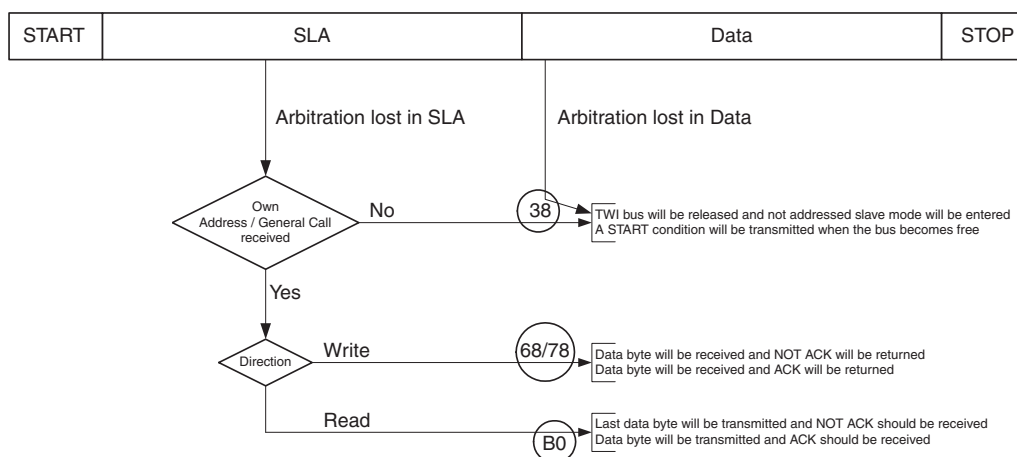 START
SLA
Data
STOP
Arbitration lost in SLA
Arbitration lost in Data
Own
Address / General Call
received
No
38
TWI bus will be released and not addressed slave mode will be entered
A START condition will be transmitted when the bus becomes free
Yes
Direction
Write
68/78
Data byte will be received and NOT ACK will be returned
Data byte will be received and ACK will be returned
Read
B0
Last data byte will be transmitted and NOT ACK should be received
Data byte will be transmitted and ACK should be received